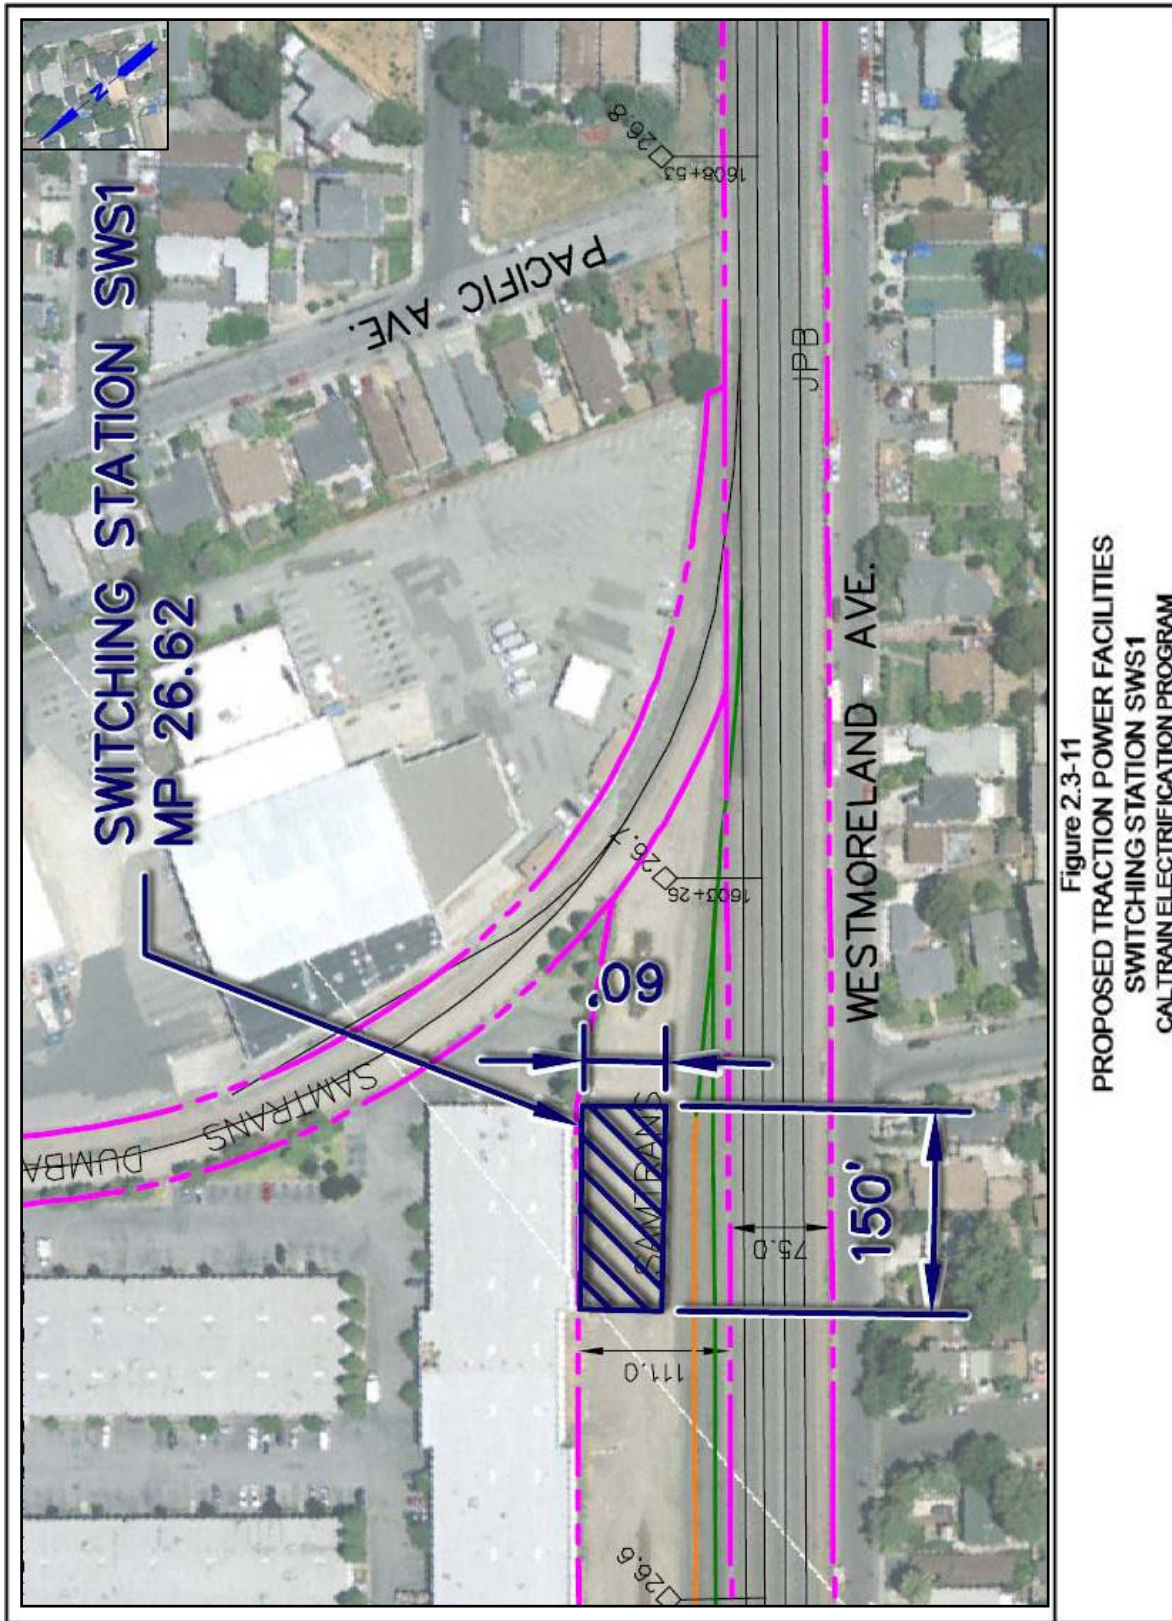 SWITCHING STATION SWS1
MP 26.62
PACIFIC AVE.
26.8
1608+53
JPB
WESTMORELAND AVE.
26.7
1603+26
60'
SAMTRANS
DUMBA
SAMTRANS
150'
75.0
111.0
26.6
N
Figure 2.3-11
PROPOSED TRACTION POWER FACILITIES
SWITCHING STATION SWS1
CALTRAIN ELECTRIFICATION PROGRAM